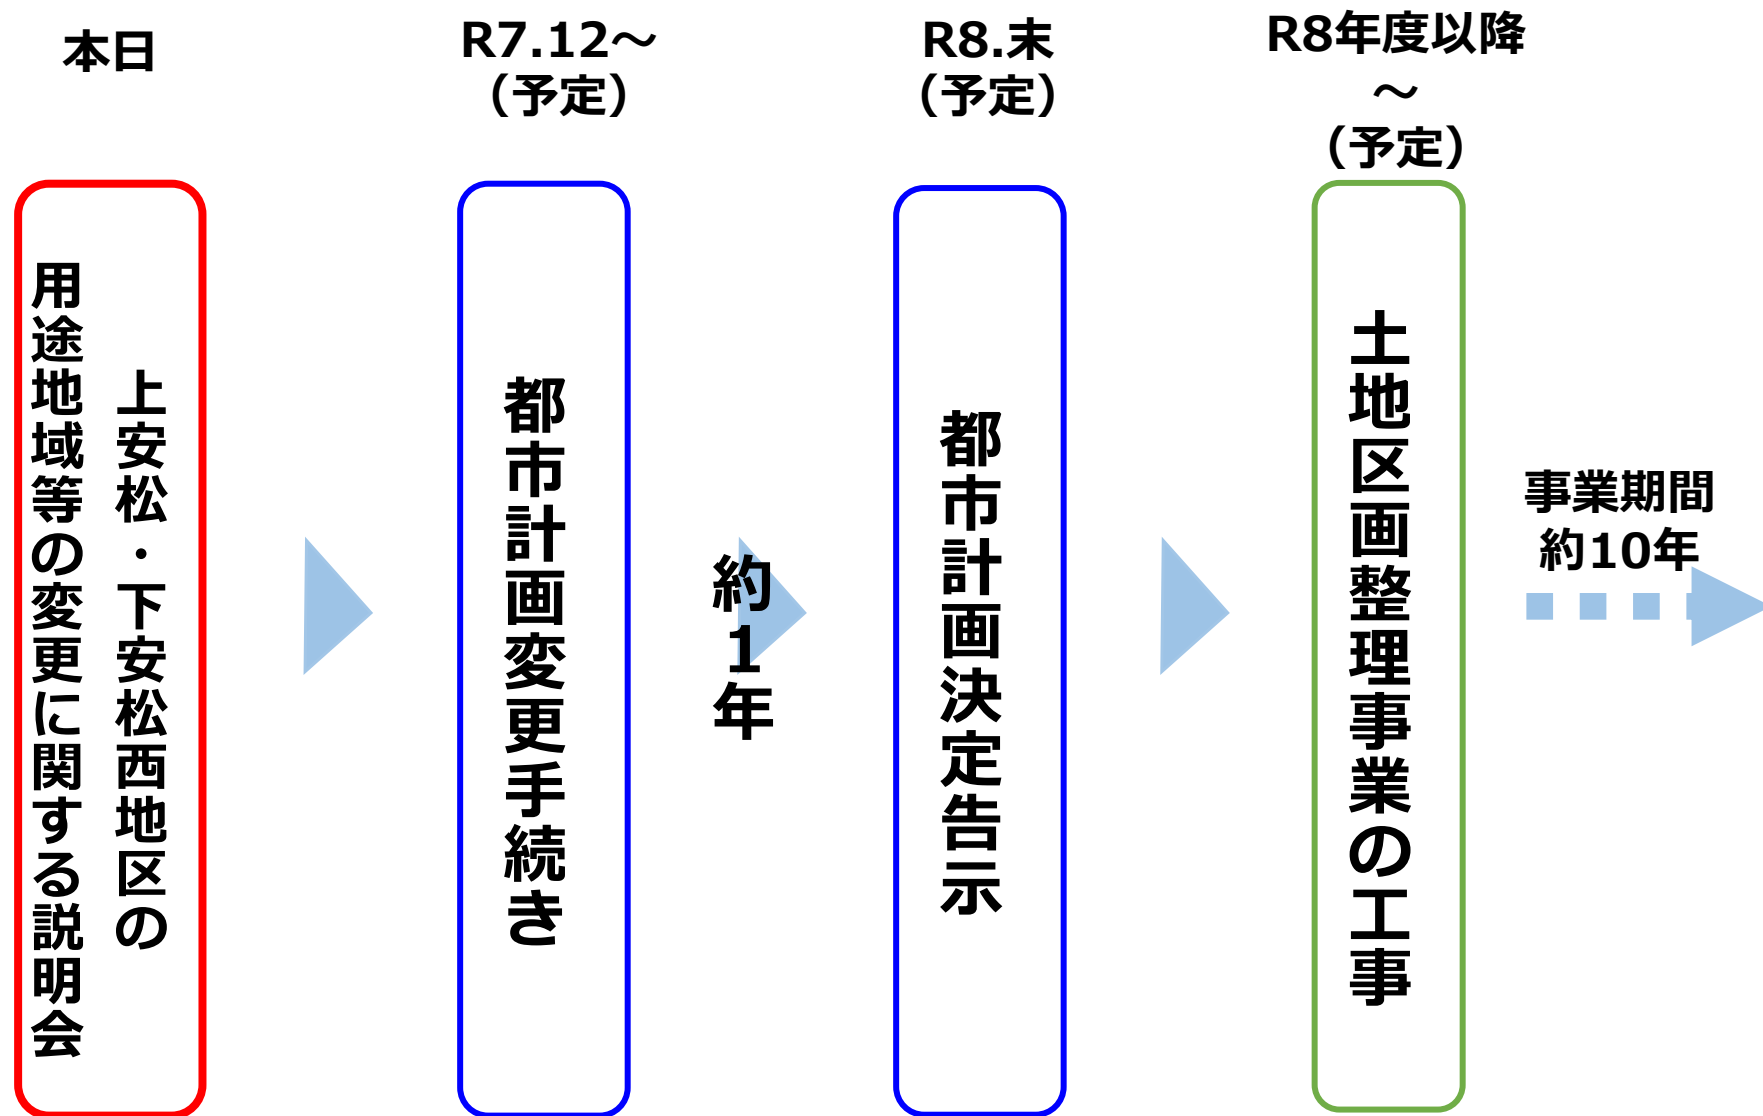 本日
上安松・下安松西地区の
用途地域等の変更に関する説明会
R7.12～
（予定）
都市計画変更手続き
約1年
R8.末
（予定）
都市計画決定告示
R8年度以降
～
（予定）
土地区画整理事業の工事
事業期間
約10年